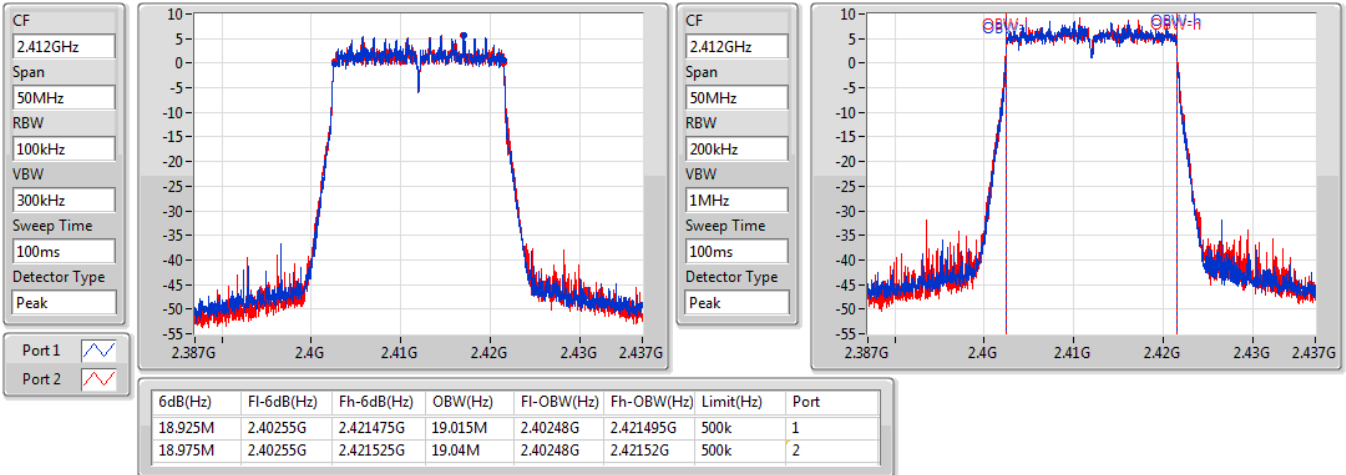 CF
2.412GHz
Span
50MHz
RBW
100kHz
VBW
300kHz
Sweep Time
100ms
Detector Type
Peak
Port 1
Port 2
10-
5-
0-
-5-
-10-
-15-
-20-
-25-
-30-
-35-
-40-
-45-
-50-
-55-
2.387G 2.4G 2.41G 2.42G 2.43G 2.437G
CF
2.412GHz
Span
50MHz
RBW
200kHz
VBW
1MHz
Sweep Time
100ms
Detector Type
Peak
10-
5-
0-
-5-
-10-
-15-
-20-
-25-
-30-
-35-
-40-
-45-
-50-
-55-
OBW-l OBW-h
2.387G 2.4G 2.41G 2.42G 2.43G 2.437G
6dB(Hz) Fl-6dB(Hz) Fh-6dB(Hz) OBW(Hz) Fl-OBW(Hz) Fh-OBW(Hz) Limit(Hz) Port
18.925M 2.40255G 2.421475G 19.015M 2.40248G 2.421495G 500k 1
18.975M 2.40255G 2.421525G 19.04M 2.40248G 2.42152G 500k 2